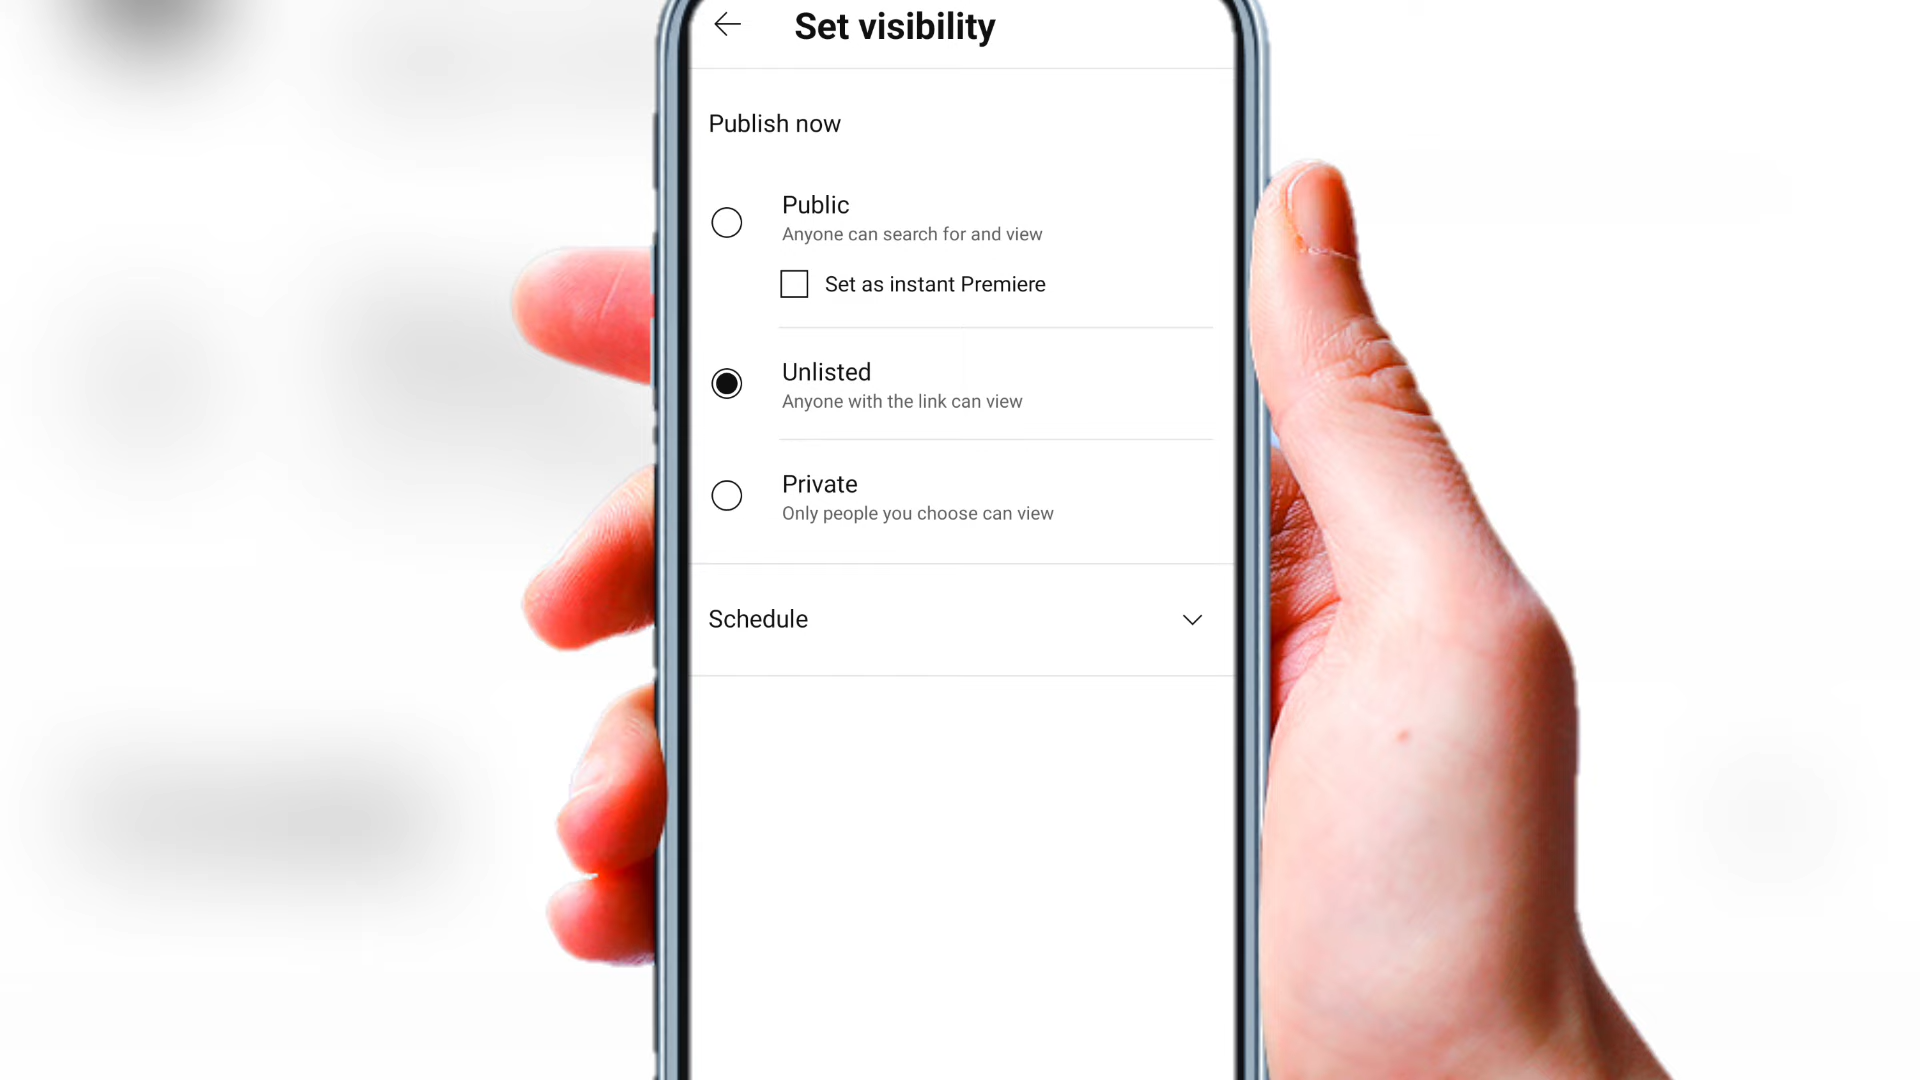 Set visibility
Publish now
Public
Anyone can search for and view
Set as instant Premiere
Unlisted
Anyone with the link can view
Private
Only people you choose can view
Schedule